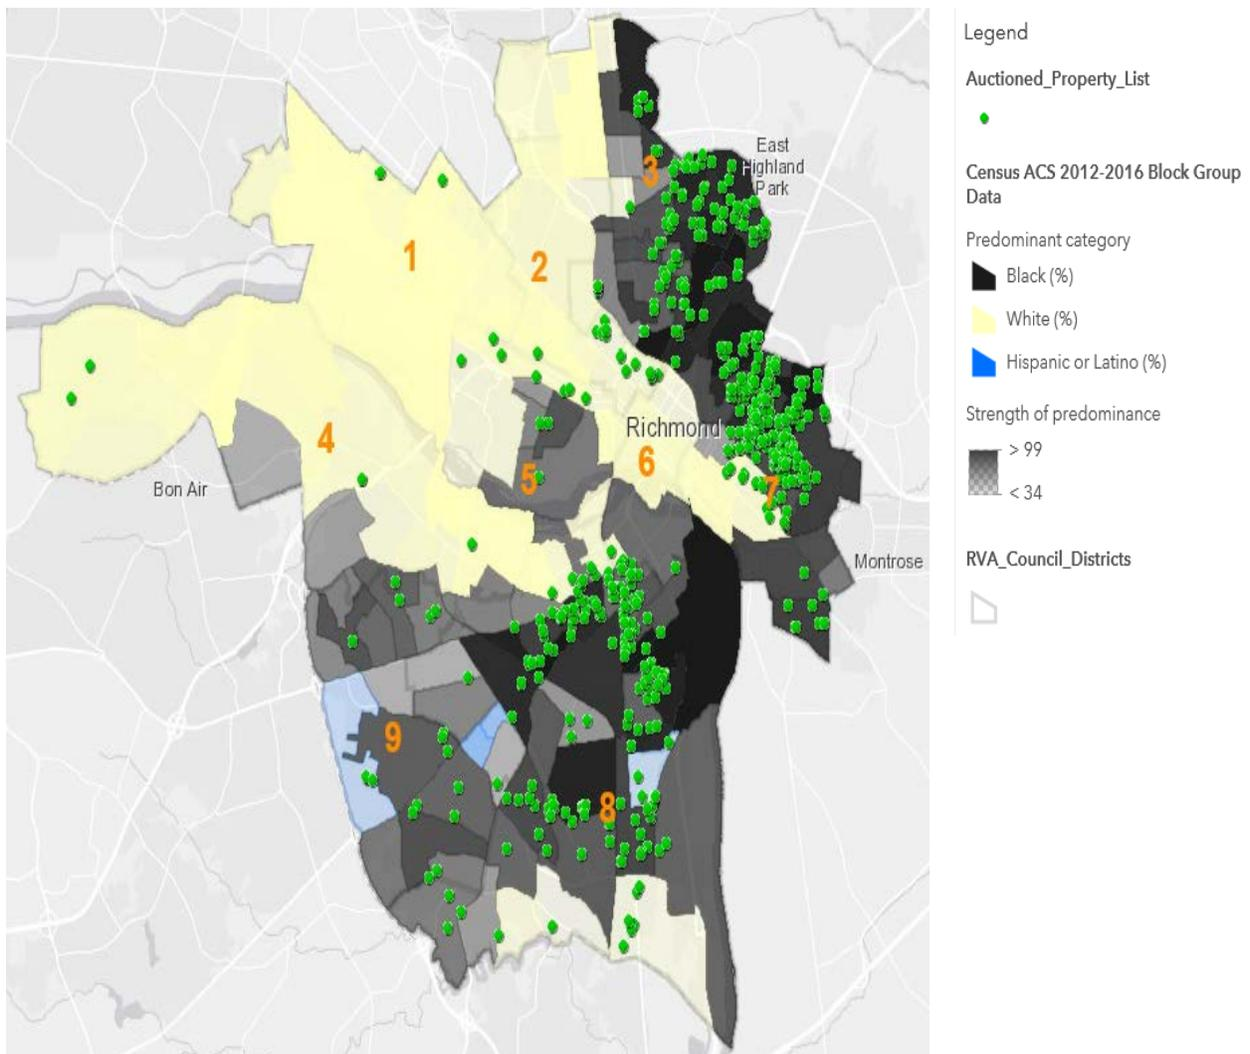 Legend
Auctioned_Property_List
Census ACS 2012-2016 Block Group
Data
Predominant category
Black (%)
White (%)
Hispanic or Latino (%)
Strength of predominance
> 99
< 34
RVA_Council_Districts
East
Highland
Park
3
1
2
Richmond
4
6
5
7
Bon Air
Montrose
9
8